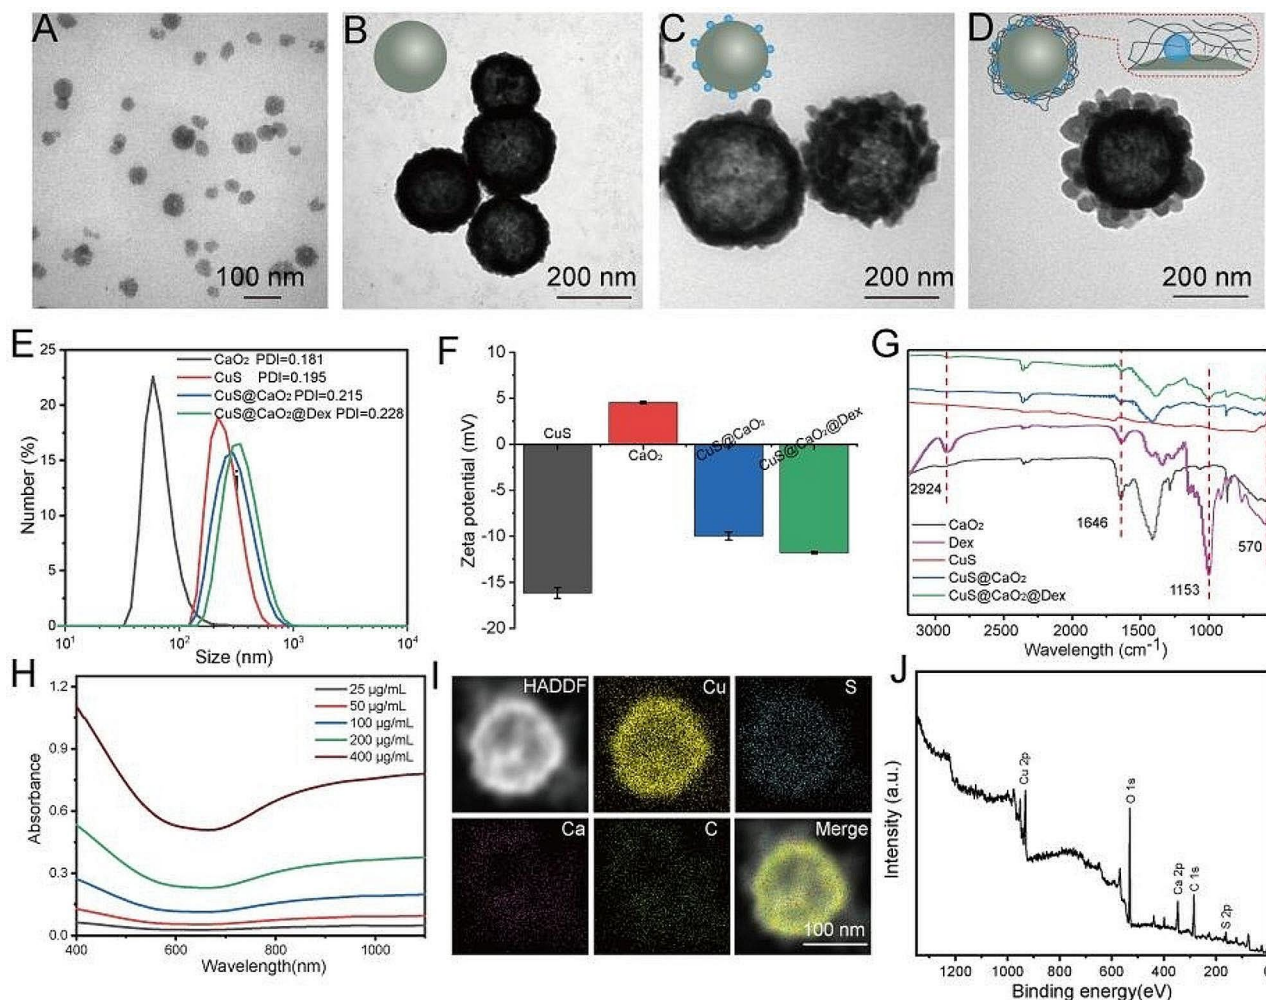 A
100 nm
B
200 nm
C
200 nm
D
200 nm
E
Number (%)
25
20
15
10
5
0
CaO₂ PDI=0.181
CuS PDI=0.195
CuS@CaO₂ PDI=0.215
CuS@CaO₂@Dex PDI=0.228
10¹
10²
10³
10⁴
Size (nm)
F
Zeta potential (mV)
10
5
0
-5
-10
-15
-20
CuS
CaO₂
CuS@CaO₂
CuS@CaO₂@Dex
G
2924
1646
1153
570
CaO₂
Dex
CuS
CuS@CaO₂
CuS@CaO₂@Dex
3000 2500 2000 1500 1000
Wavelength (cm⁻¹)
H
Absorbance
1.2
0.9
0.6
0.3
0.0
25 µg/mL
50 µg/mL
100 µg/mL
200 µg/mL
400 µg/mL
400 600 800 1000
Wavelength(nm)
I
HADDF
Cu
S
Ca
C
Merge
100 nm
J
Intensity (a.u.)
Cu 2p
O 1s
Ca 2p
C 1s
S 2p
1200 1000 800 600 400 200 0
Binding energy(eV)